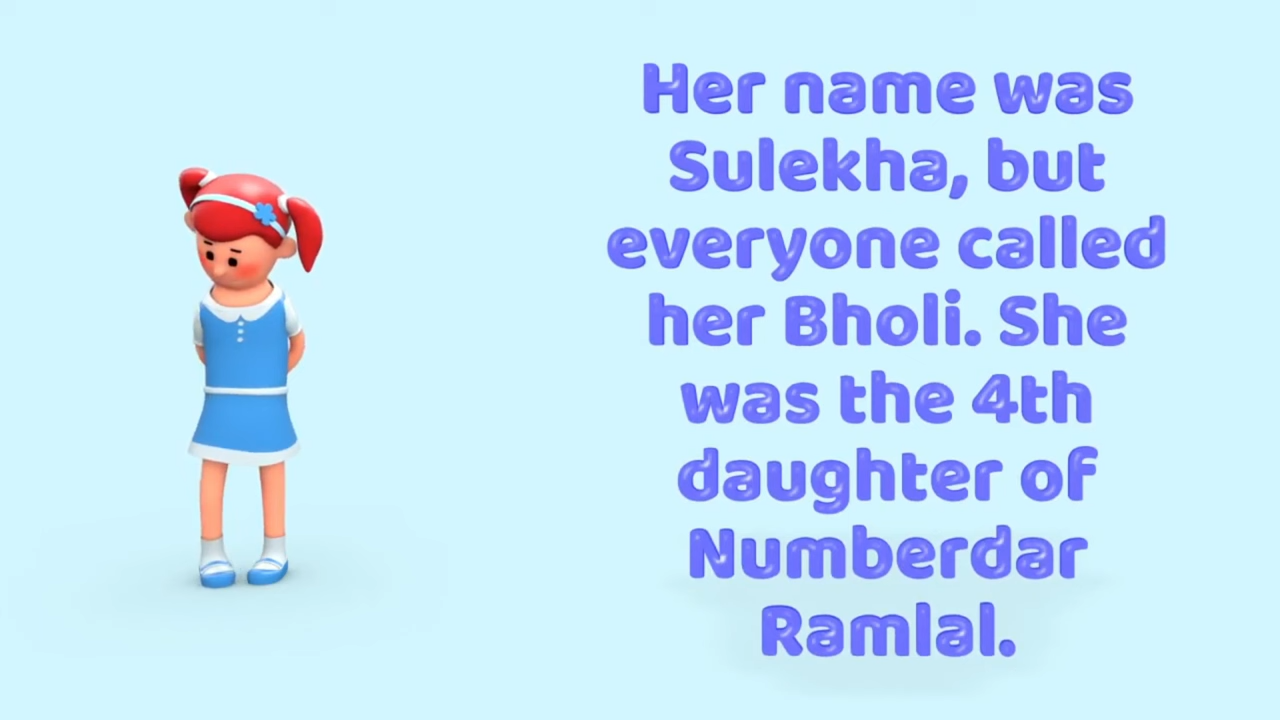 Her name was
Sulekha, but
everyone called
her Bholi. She
was the 4th
daughter of
Numberdar
Ramlal.